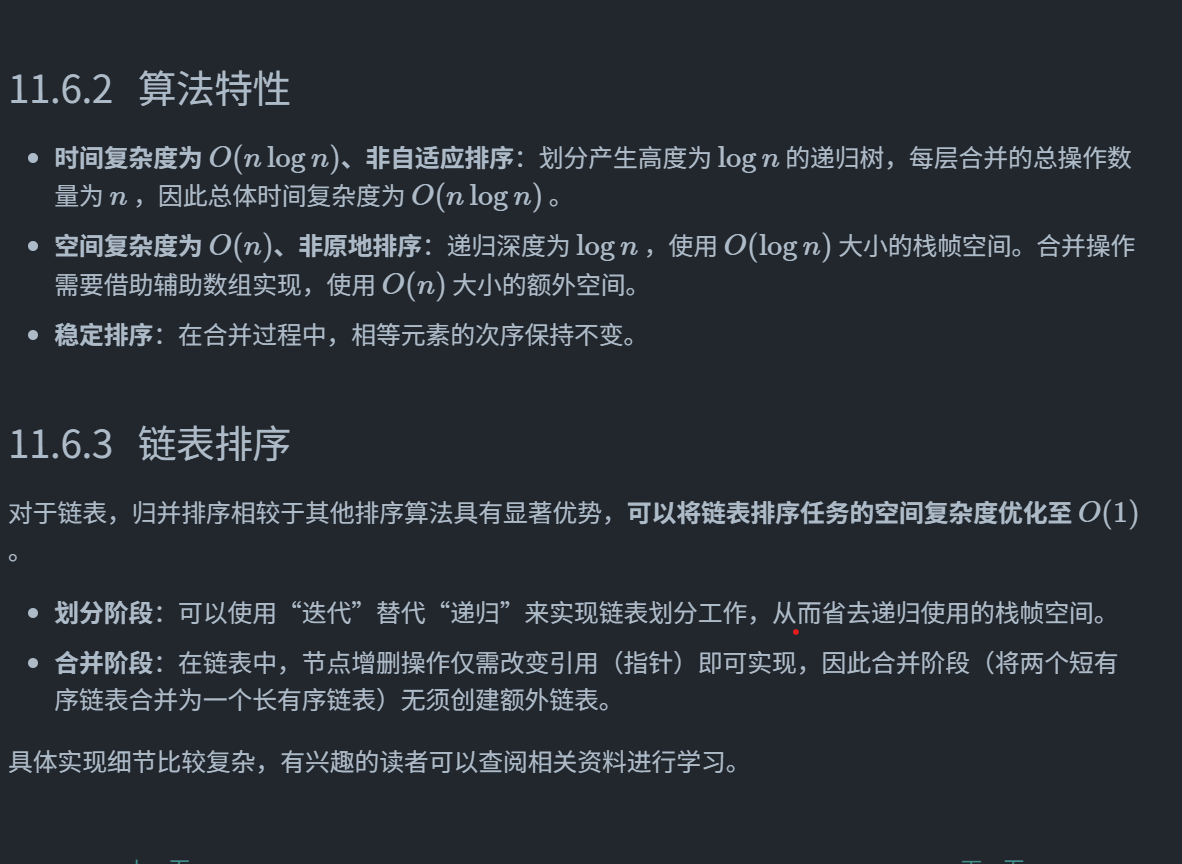 11.6.2 算法特性
• 时间复杂度为 O(n log n)、非自适应排序：划分产生高度为 log n 的递归树，每层合并的总操作数
量为 n ，因此总体时间复杂度为 O(n log n) 。
• 空间复杂度为 O(n)、非原地排序：递归深度为 log n ，使用 O(log n) 大小的栈帧空间。合并操作
需要借助辅助数组实现，使用 O(n) 大小的额外空间。
• 稳定排序：在合并过程中，相等元素的次序保持不变。
11.6.3 链表排序
对于链表，归并排序相较于其他排序算法具有显著优势，可以将链表排序任务的空间复杂度优化至 O(1)
。
• 划分阶段：可以使用“迭代”替代“递归”来实现链表划分工作，从而省去递归使用的栈帧空间。
• 合并阶段：在链表中，节点增删操作仅需改变引用（指针）即可实现，因此合并阶段（将两个短有
序链表合并为一个长有序链表）无须创建额外链表。
具体实现细节比较复杂，有兴趣的读者可以查阅相关资料进行学习。